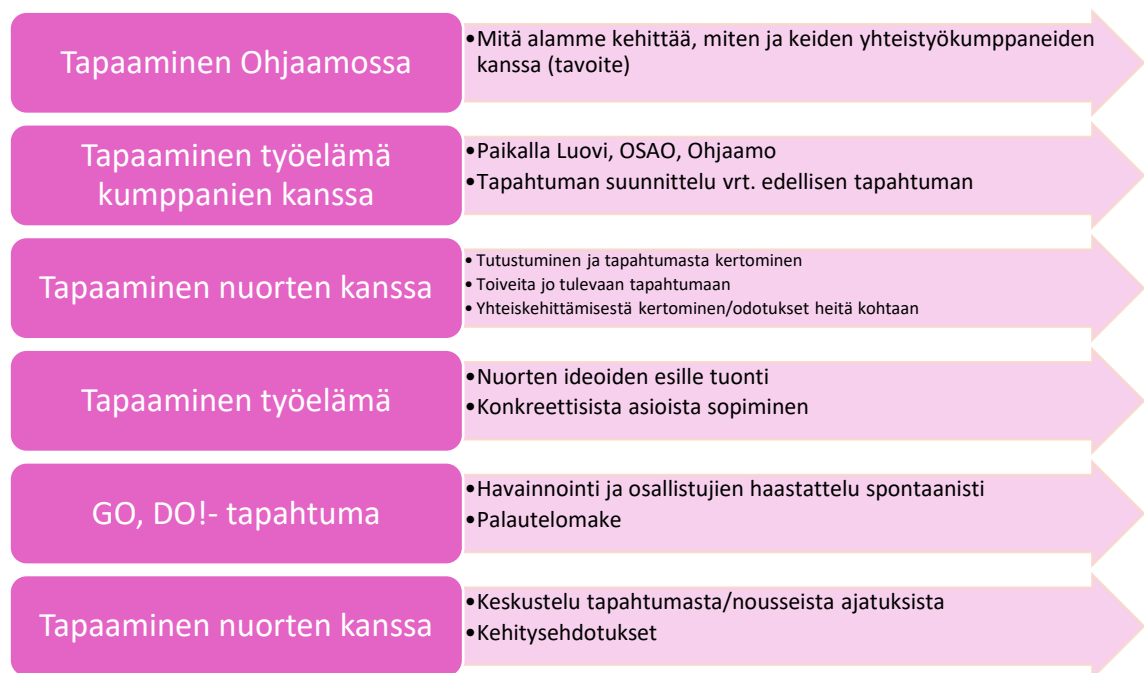 Tapaaminen Ohjaamossa
•Mitä alamme kehittää, miten ja keiden yhteistyökumppaneiden
kanssa (tavoite)
Tapaaminen työelämä
kumppanien kanssa
•Paikalla Luovi, OSAO, Ohjaamo
•Tapahtuman suunnittelu vrt. edellisen tapahtuman
Tapaaminen nuorten kanssa
• Tutustuminen ja tapahtumasta kertominen
• Toiveita jo tulevaan tapahtumaan
• Yhteiskehittämisestä kertominen/odotukset heitä kohtaan
Tapaaminen työelämä
•Nuorten ideoiden esille tuonti
•Konkreettisista asioista sopiminen
GO, DO!- tapahtuma
•Havainnointi ja osallistujien haastattelu spontaanisti
•Palautelomake
Tapaaminen nuorten kanssa
•Keskustelu tapahtumasta/nousseista ajatuksista
•Kehitysehdotukset